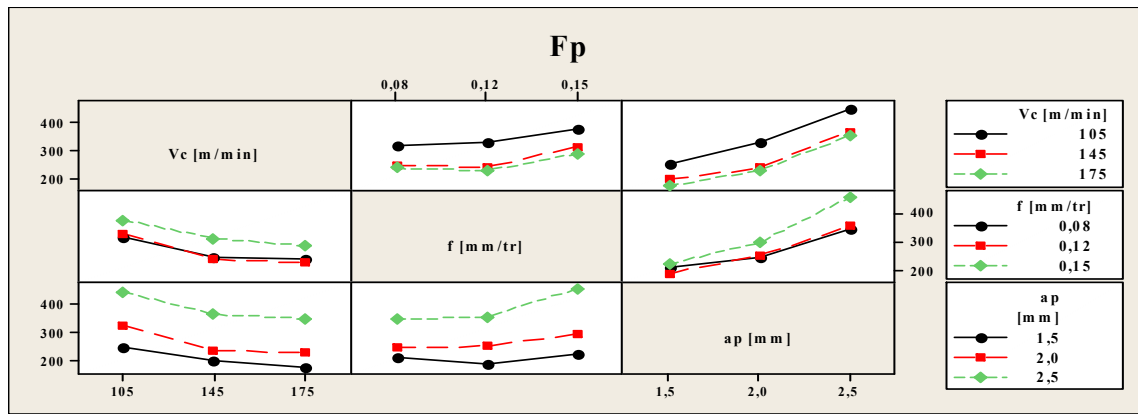 Fp
0,08 0,12 0,15
400
300
200
Vc [m/min]
Vc [m/min]
105
145
175
f [mm/tr]
400
300
200
f [mm/tr]
0,08
0,12
0,15
400
300
200
ap [mm]
ap
[mm]
1,5
2,0
2,5
105 145 175 1,5 2,0 2,5